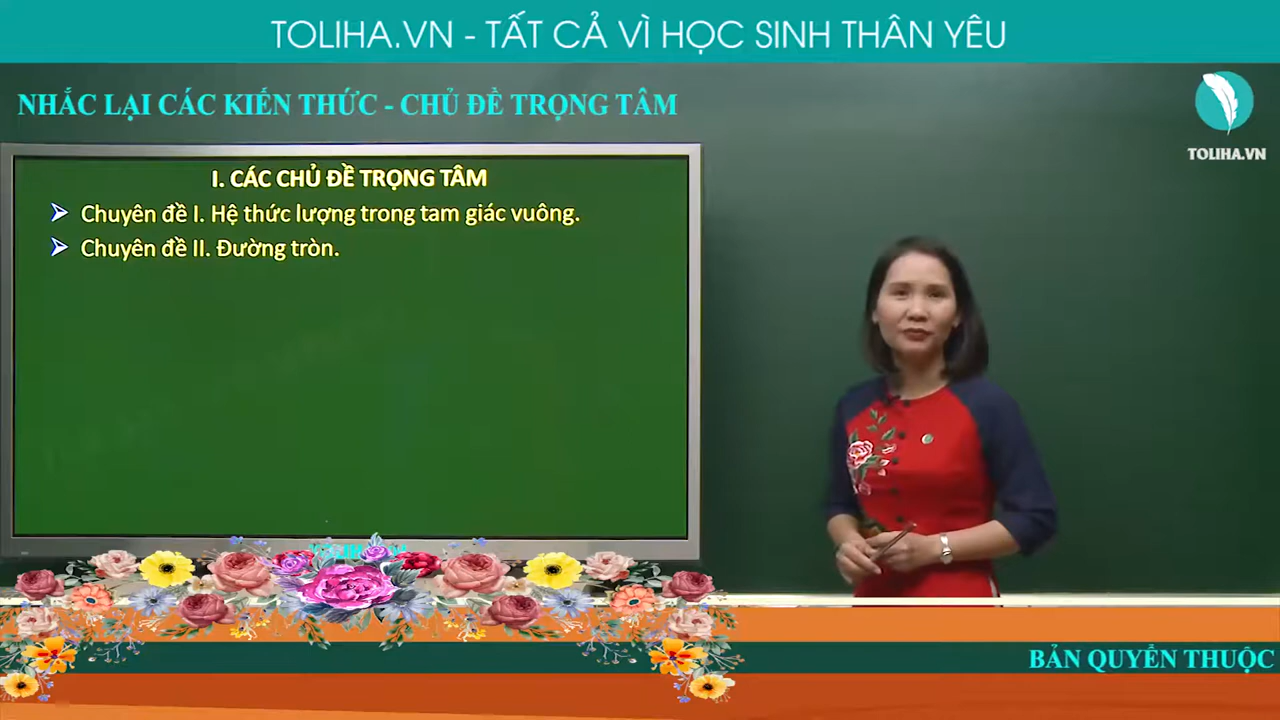 TOLIHA.VN - TẤT CẢ VÌ HỌC SINH THÂN YÊU
NHẮC LẠI CÁC KIẾN THỨC - CHỦ ĐỀ TRỌNG TÂM
TOLIHA.VN
I. CÁC CHỦ ĐỀ TRỌNG TÂM
Chuyên đề I. Hệ thức lượng trong tam giác vuông.
Chuyên đề II. Đường tròn.
BẢN QUYỀN THUỘC